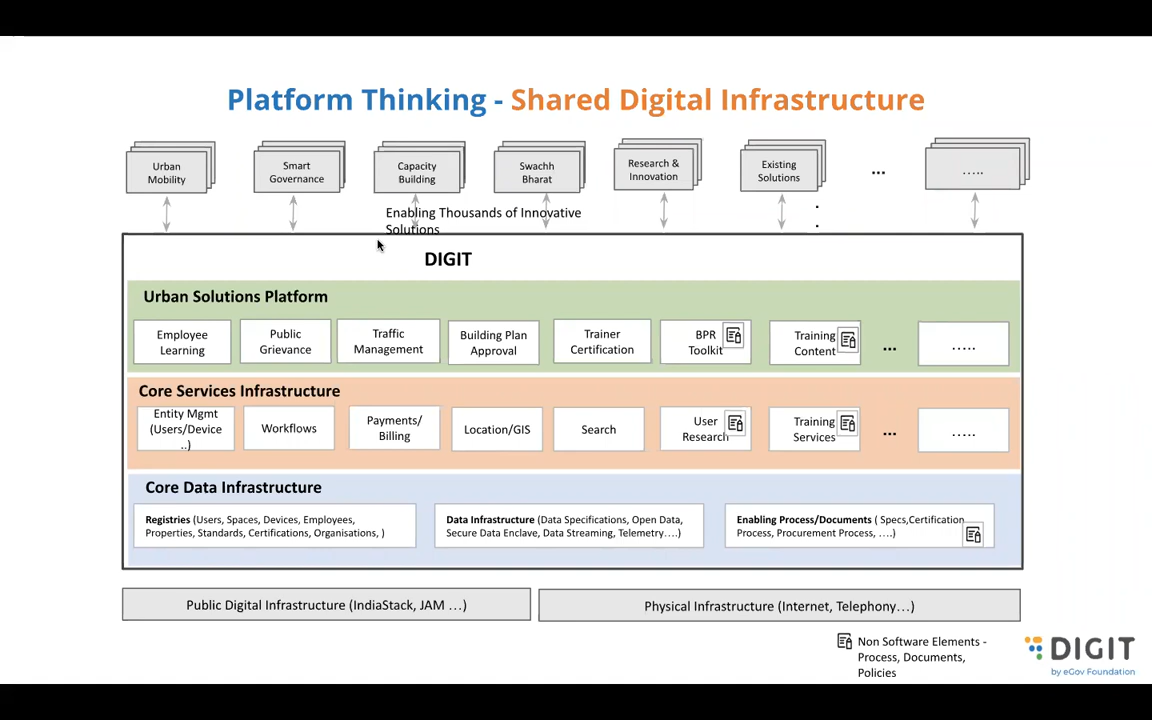 Platform Thinking - Shared Digital Infrastructure
Urban
Mobility
Smart
Governance
Capacity
Building
Swachh
Bharat
Research &
Innovation
Existing
Solutions
...
.....
Enabling Thousands of Innovative
Solutions
.
.
DIGIT
Urban Solutions Platform
Employee
Learning
Public
Grievance
Traffic
Management
Building Plan
Approval
Trainer
Certification
BPR
Toolkit
Training
Content
...
.....
Core Services Infrastructure
Entity Mgmt
(Users/Device
..)
Workflows
Payments/
Billing
Location/GIS
Search
User
Research
Training
Services
...
.....
Core Data Infrastructure
Registries (Users, Spaces, Devices, Employees,
Properties, Standards, Certifications, Organisations, )
Data Infrastructure (Data Specifications, Open Data,
Secure Data Enclave, Data Streaming, Telemetry....)
Enabling Process/Documents ( Specs,Certification
Process, Procurement Process, ....)
Public Digital Infrastructure (IndiaStack, JAM ...)
Physical Infrastructure (Internet, Telephony...)
Non Software Elements -
Process, Documents,
Policies
DIGIT
by eGov Foundation